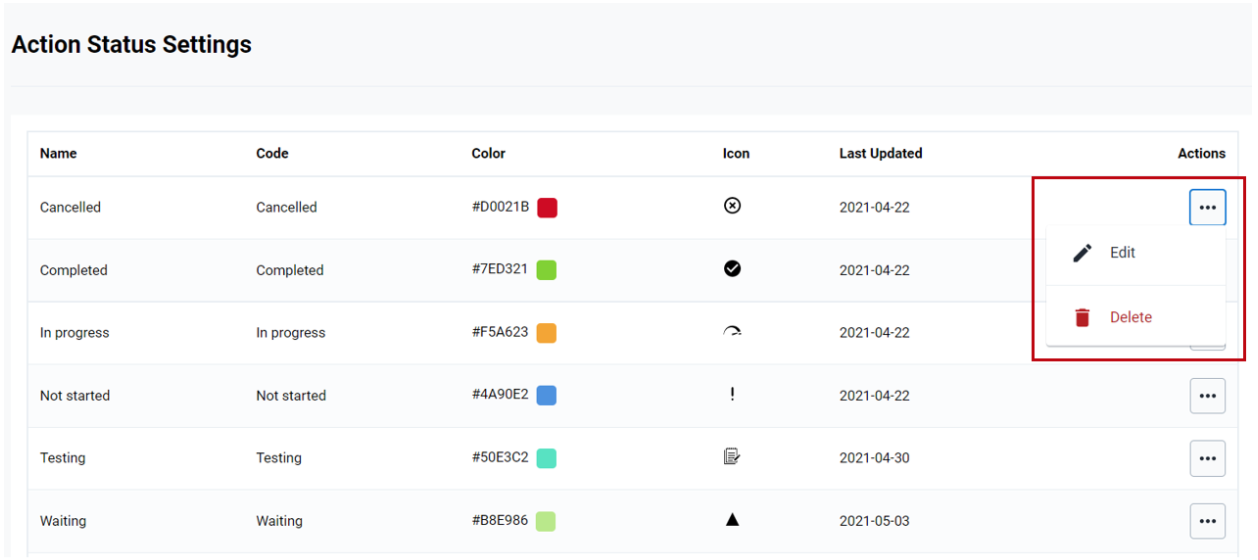 Action Status Settings
Name Code Color Icon Last Updated Actions
Cancelled Cancelled #D0021B 2021-04-22
Edit
Completed Completed #7ED321 2021-04-22
Delete
In progress In progress #F5A623 2021-04-22
Not started Not started #4A90E2 2021-04-22
Testing Testing #50E3C2 2021-04-30
Waiting Waiting #B8E986 2021-05-03